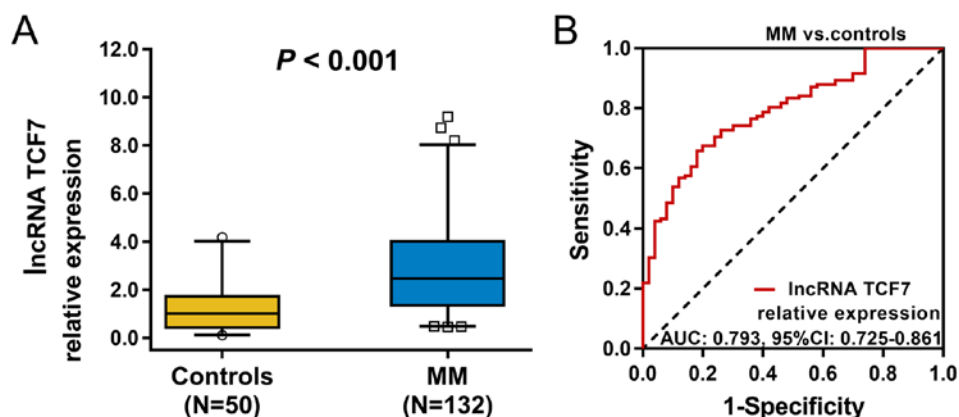 A
lncRNA TCF7
relative expression
12.0
10.0
8.0
6.0
4.0
2.0
0.0
P < 0.001
Controls
(N=50)
MM
(N=132)
B
MM vs.controls
Sensitivity
1.0
0.8
0.6
0.4
0.2
0.0
lncRNA TCF7
relative expression
AUC: 0.793, 95%CI: 0.725-0.861
0.0 0.2 0.4 0.6 0.8 1.0
1-Specificity